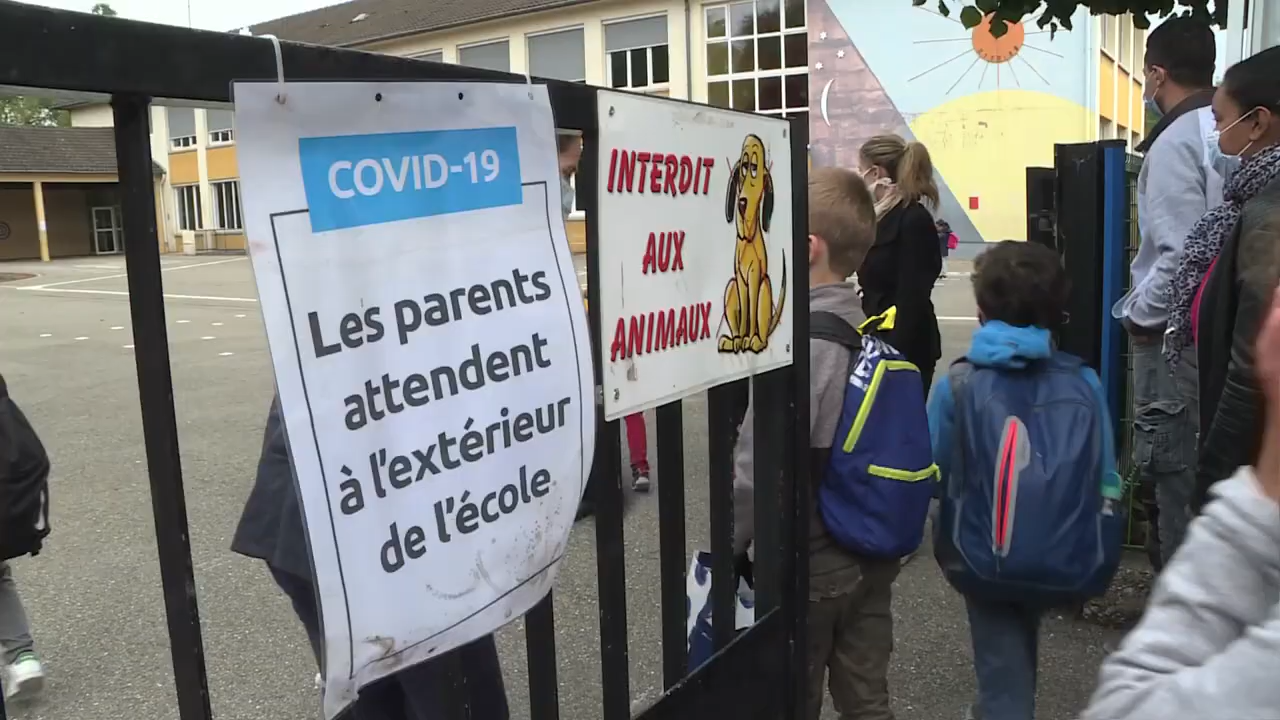 COVID-19
Les parents
attendent
à l'extérieur
de l'école
INTERDIT
AUX
ANIMAUX